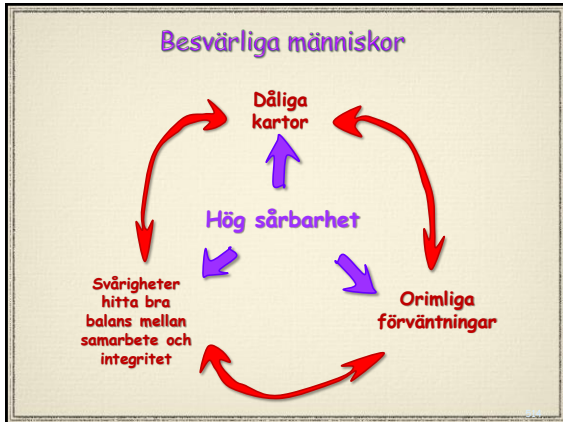 Besvärliga människor
Dåliga
kartor
Hög sårbarhet
Svårigheter
hitta bra
balans mellan
samarbete och
integritet
Orimliga
förväntningar